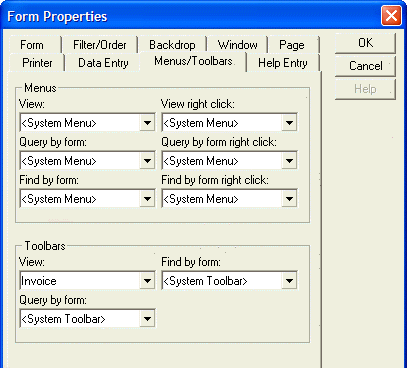 Form Properties
Form Filter/Order Backdrop Window Page
Printer Data Entry Menus/Toolbars Help Entry
OK
Cancel
Help
Menus
View: View right click:
<System Menu> <System Menu>
Query by form: Query by form right click:
<System Menu> <System Menu>
Find by form: Find by form right click:
<System Menu> <System Menu>
Toolbars
View: Find by form:
Invoice <System Toolbar>
Query by form:
<System Toolbar>